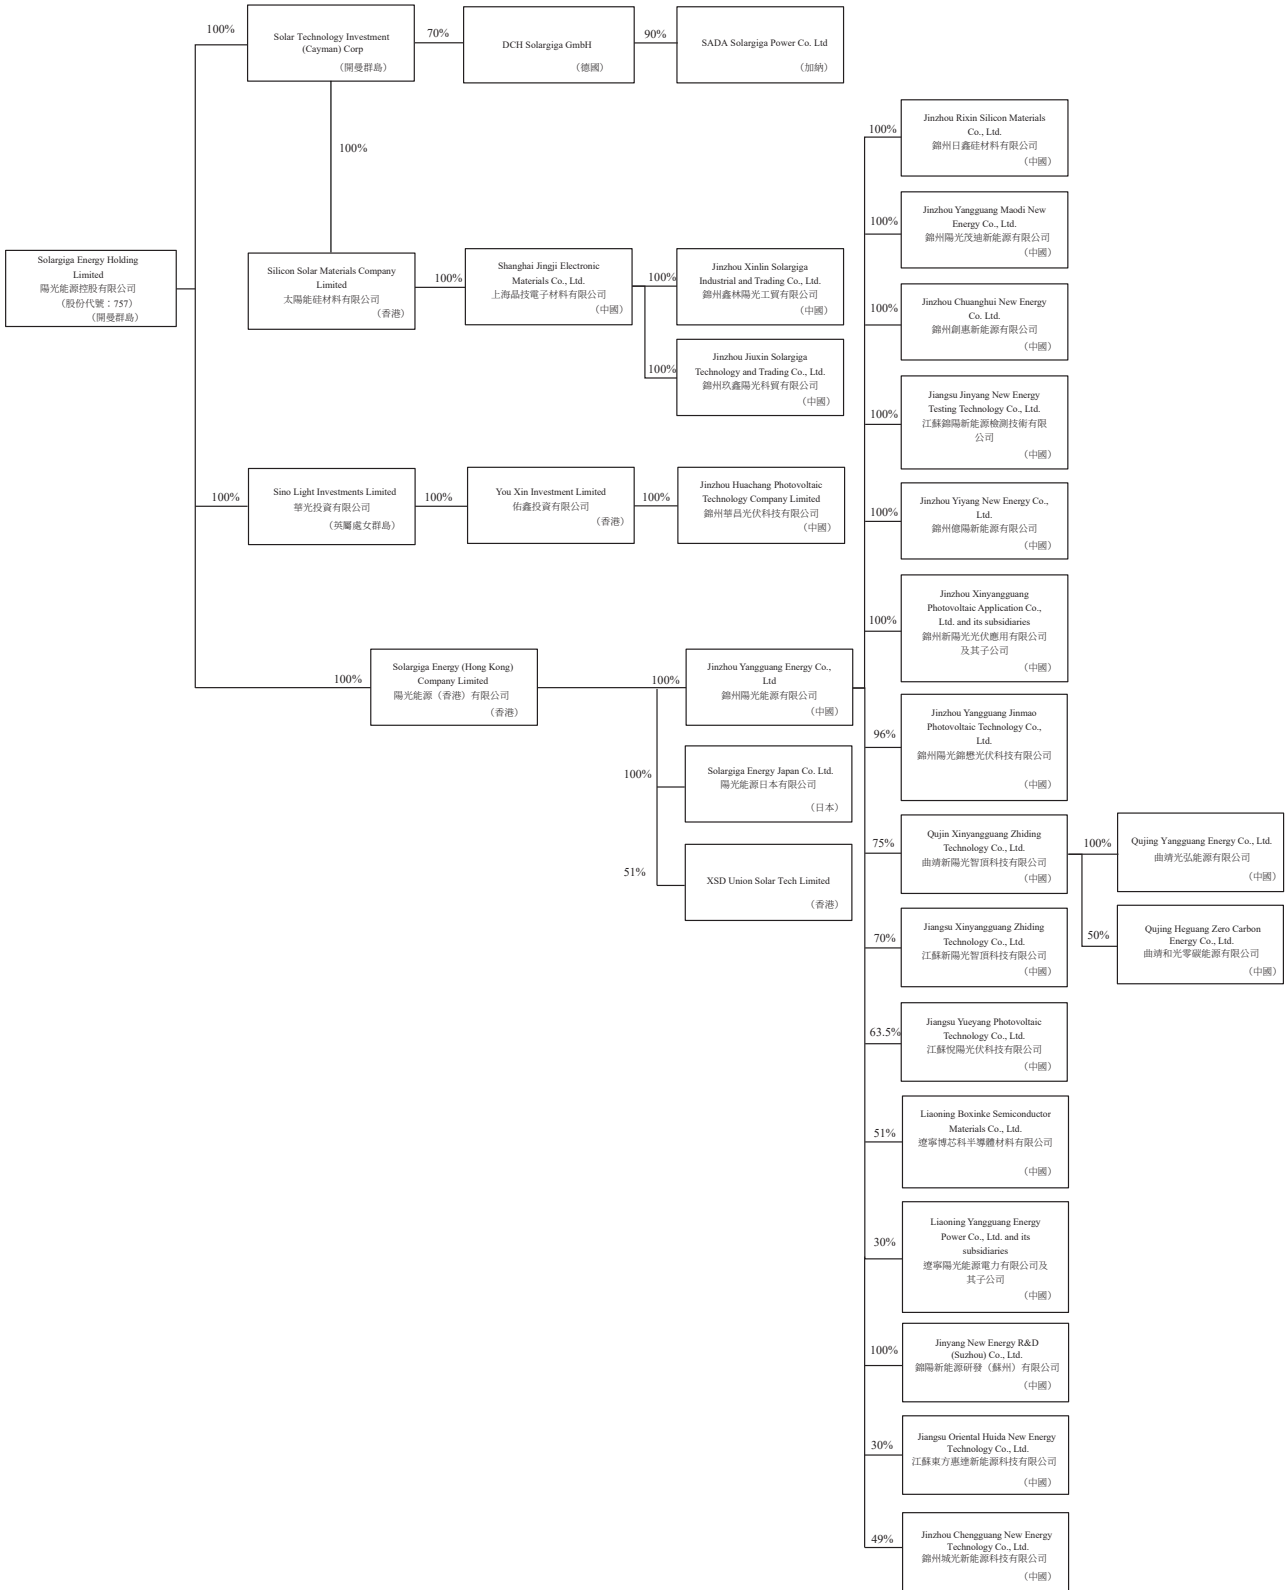 100%
Solar Technology Investment
(Cayman) Corp
(開曼群島)
70%
DCH Solargiga GmbH
(德國)
90%
SADA Solargiga Power Co. Ltd
(加納)
100%
Solargiga Energy Holding
Limited
陽光能源控股有限公司
(股份代號：757)
(開曼群島)
Silicon Solar Materials Company
Limited
太陽能硅材料有限公司
(香港)
100%
Shanghai Jingji Electronic
Materials Co., Ltd.
上海晶技電子材料有限公司
(中國)
100%
Jinzhou Xinlin Solargiga
Industrial and Trading Co., Ltd.
錦州鑫林陽光工貿有限公司
(中國)
100%
Jinzhou Jiuxin Solargiga
Technology and Trading Co., Ltd.
錦州玖鑫陽光科貿有限公司
(中國)
100%
Sino Light Investments Limited
華光投資有限公司
(英屬處女群島)
100%
You Xin Investment Limited
佑鑫投資有限公司
(香港)
100%
Jinzhou Huachang Photovoltaic
Technology Company Limited
錦州華昌光伏科技有限公司
(中國)
100%
Solargiga Energy (Hong Kong)
Company Limited
陽光能源（香港）有限公司
(香港)
100%
Jinzhou Yangguang Energy Co.,
Ltd
錦州陽光能源有限公司
(中國)
100%
Solargiga Energy Japan Co. Ltd.
陽光能源日本有限公司
(日本)
51%
XSD Union Solar Tech Limited
(香港)
100%
Jinzhou Rixin Silicon Materials
Co., Ltd.
錦州日鑫硅材料有限公司
(中國)
100%
Jinzhou Yangguang Maodi New
Energy Co., Ltd.
錦州陽光茂迪新能源有限公司
(中國)
100%
Jinzhou Chuanghui New Energy
Co. Ltd.
錦州創惠新能源有限公司
(中國)
100%
Jiangsu Jinyang New Energy
Testing Technology Co., Ltd.
江蘇錦陽新能源檢測技術有限
公司
(中國)
100%
Jinzhou Yiyang New Energy Co.,
Ltd.
錦州億陽新能源有限公司
(中國)
100%
Jinzhou Xinyangguang
Photovoltaic Application Co.,
Ltd. and its subsidiaries
錦州新陽光光伏應用有限公司
及其子公司
(中國)
96%
Jinzhou Yangguang Jinmao
Photovoltaic Technology Co.,
Ltd.
錦州陽光錦懋光伏科技有限公司
(中國)
75%
Qujin Xinyangguang Zhiding
Technology Co., Ltd.
曲靖新陽光智頂科技有限公司
(中國)
100%
Qujing Yangguang Energy Co., Ltd.
曲靖光弘能源有限公司
(中國)
50%
Qujing Heguang Zero Carbon
Energy Co., Ltd.
曲靖和光零碳能源有限公司
(中國)
70%
Jiangsu Xinyangguang Zhiding
Technology Co., Ltd.
江蘇新陽光智頂科技有限公司
(中國)
63.5%
Jiangsu Yueyang Photovoltaic
Technology Co., Ltd.
江蘇悅陽光伏科技有限公司
(中國)
51%
Liaoning Boxinke Semiconductor
Materials Co., Ltd.
遼寧博芯科半導體材料有限公司
(中國)
30%
Liaoning Yangguang Energy
Power Co., Ltd. and its
subsidiaries
遼寧陽光能源電力有限公司及
其子公司
(中國)
100%
Jinyang New Energy R&D
(Suzhou) Co., Ltd.
錦陽新能源研發（蘇州）有限公司
(中國)
30%
Jiangsu Oriental Huida New Energy
Technology Co., Ltd.
江蘇東方惠達新能源科技有限公司
(中國)
49%
Jinzhou Chengguang New Energy
Technology Co., Ltd.
錦州城光新能源科技有限公司
(中國)